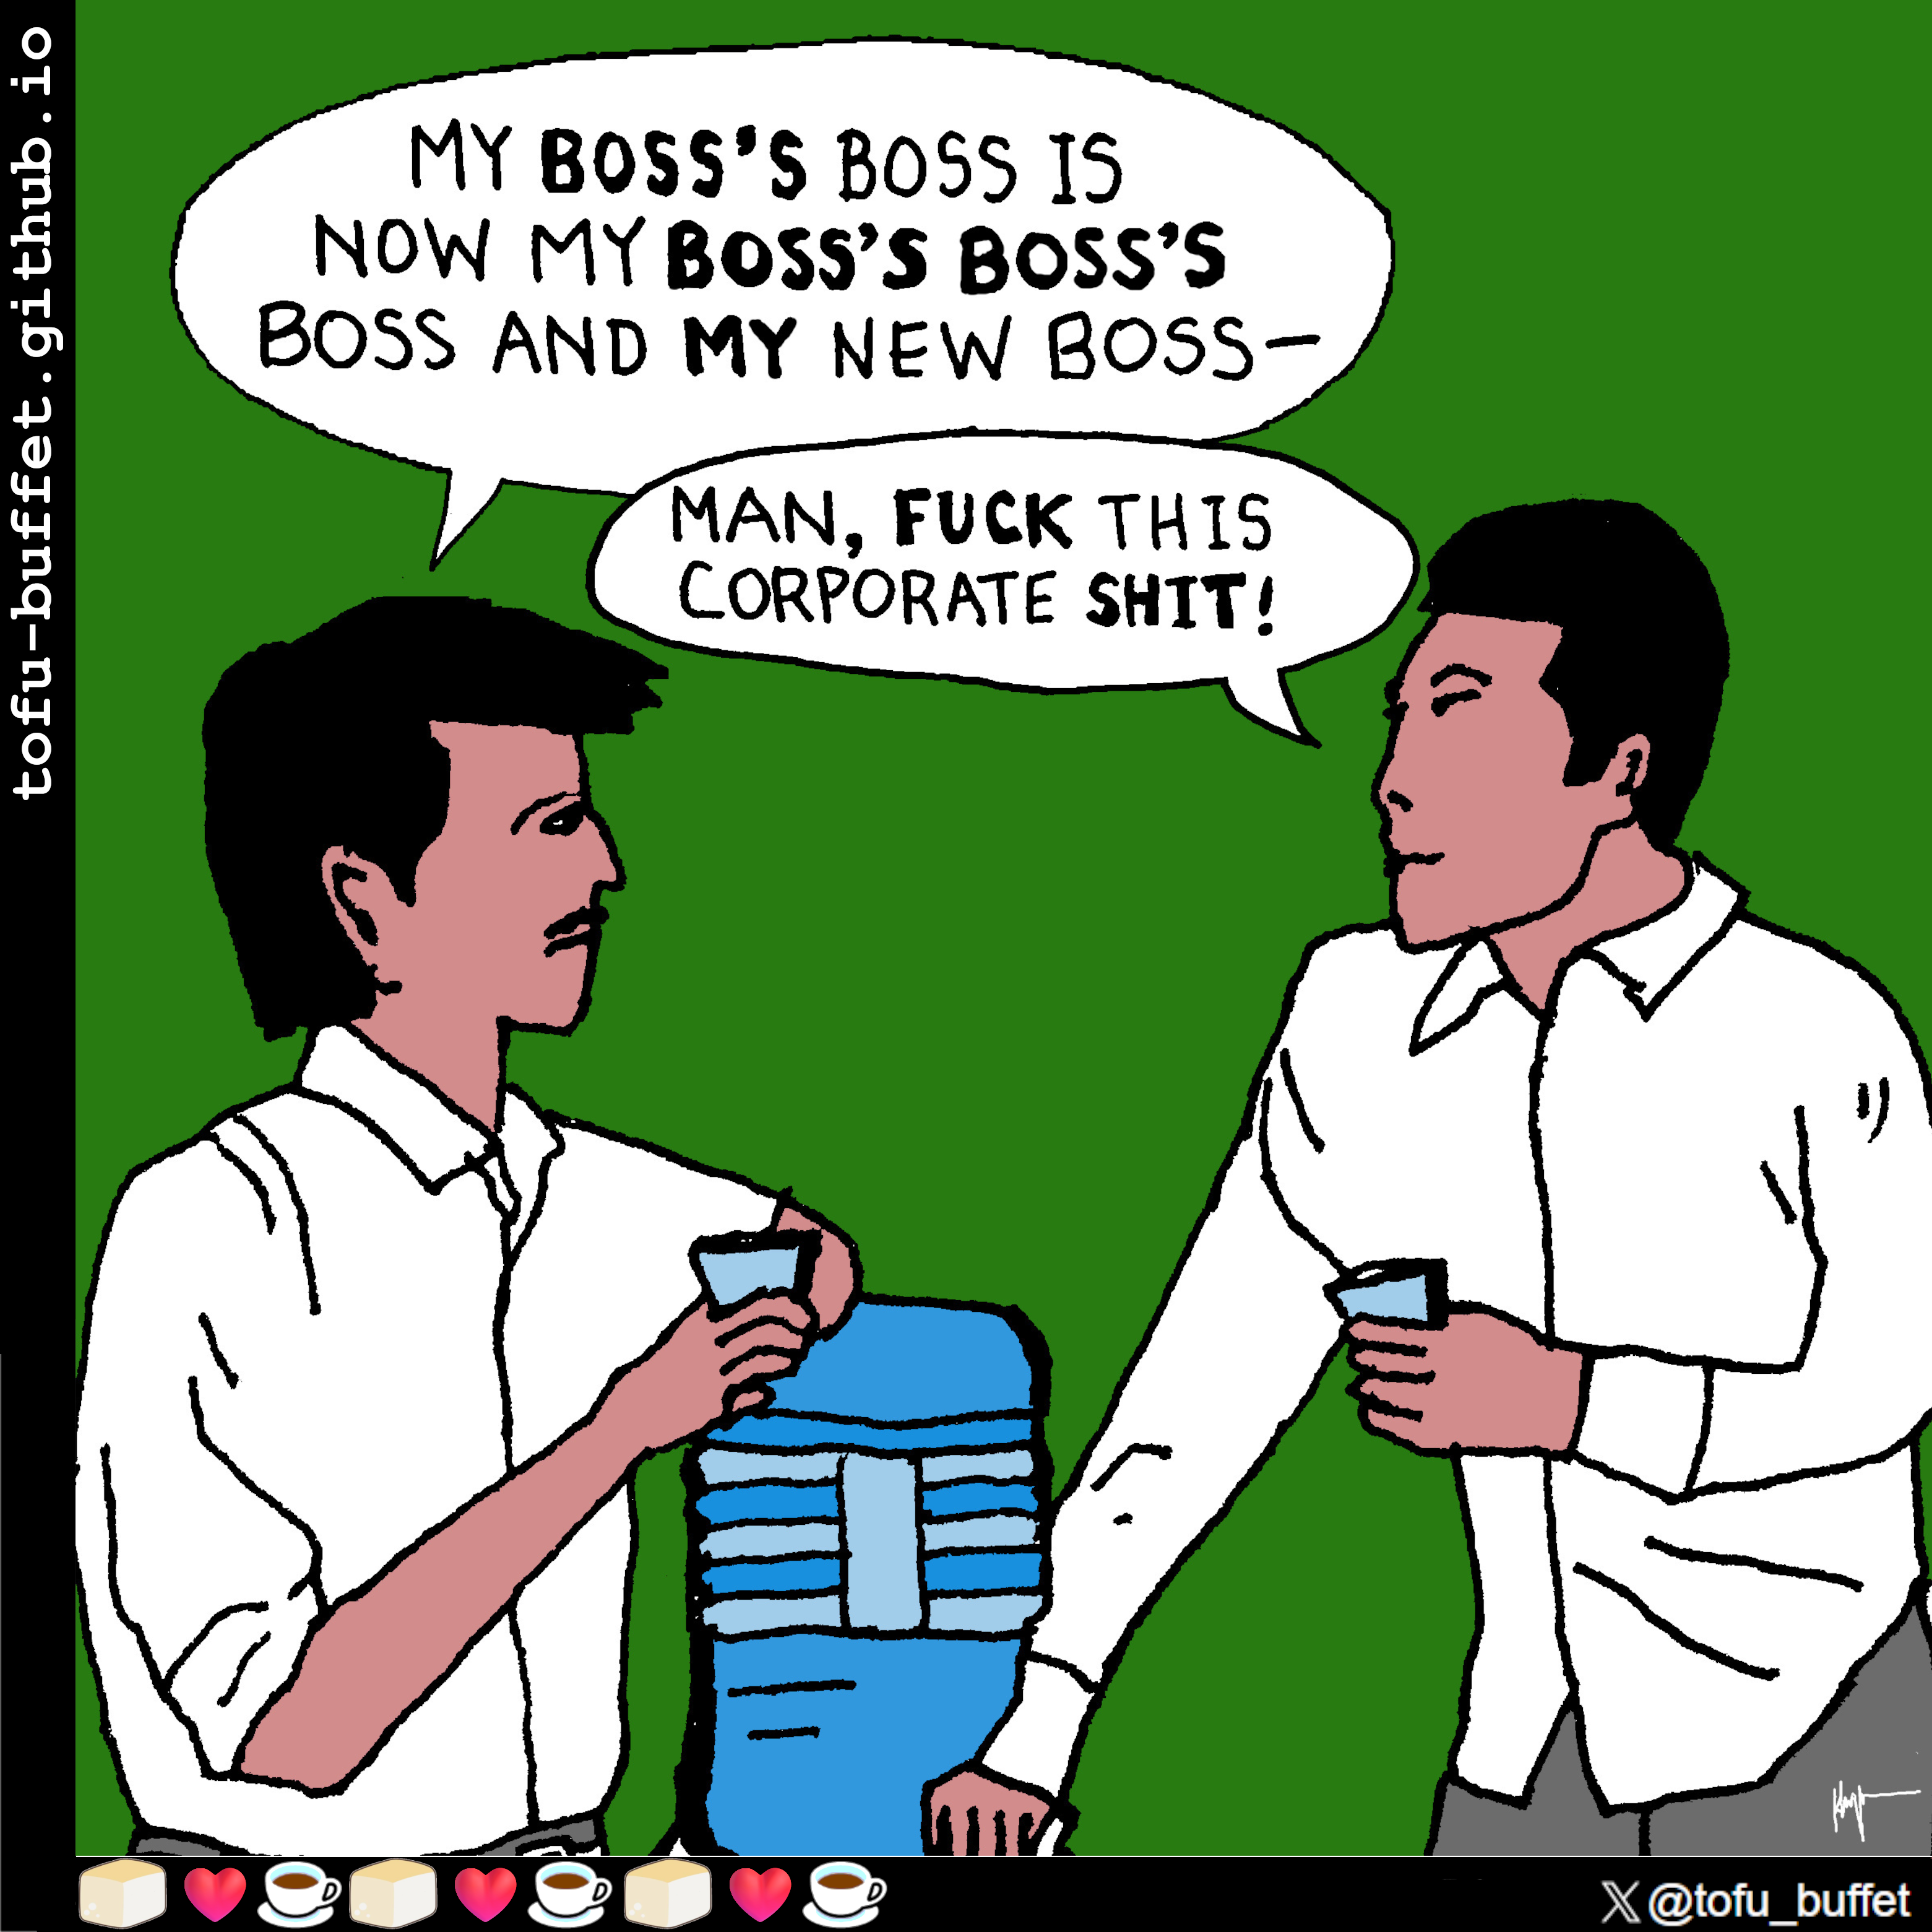 tofu-buffet.github.io
MY BOSS'S BOSS IS
NOW MY BOSS'S BOSS'S
BOSS AND MY NEW BOSS—
MAN, FUCK THIS
CORPORATE SHIT!
X @tofu_buffet